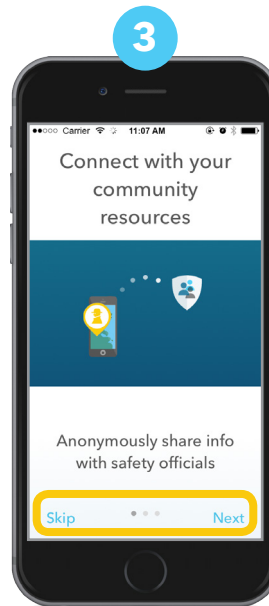 3
Carrier 11:07 AM
Connect with your
community
resources
Anonymously share info
with safety officials
Skip Next